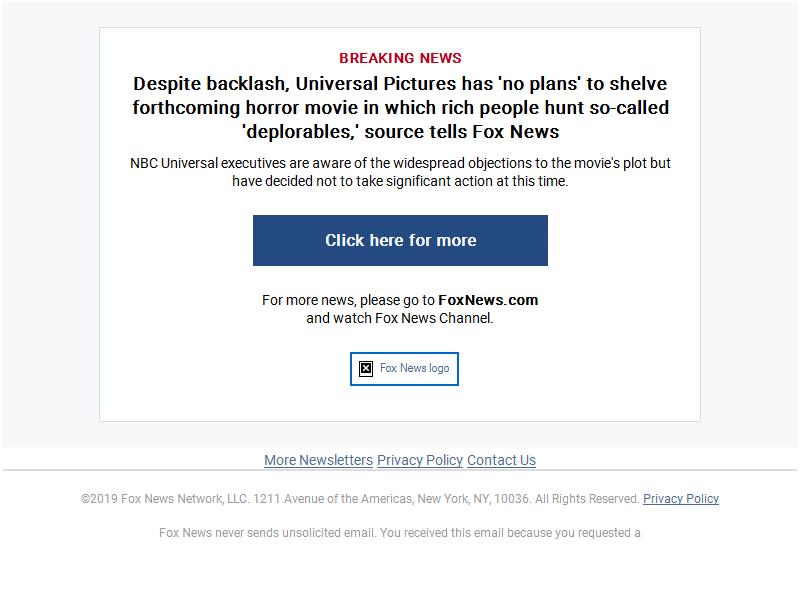 BREAKING NEWS
Despite backlash, Universal Pictures has 'no plans' to shelve
forthcoming horror movie in which rich people hunt so-called
'deplorables,' source tells Fox News
NBC Universal executives are aware of the widespread objections to the movie's plot but
have decided not to take significant action at this time.
Click here for more
For more news, please go to FoxNews.com
and watch Fox News Channel.
Fox News logo
More Newsletters Privacy Policy Contact Us
©2019 Fox News Network, LLC. 1211 Avenue of the Americas, New York, NY, 10036. All Rights Reserved. Privacy Policy
Fox News never sends unsolicited email. You received this email because you requested a